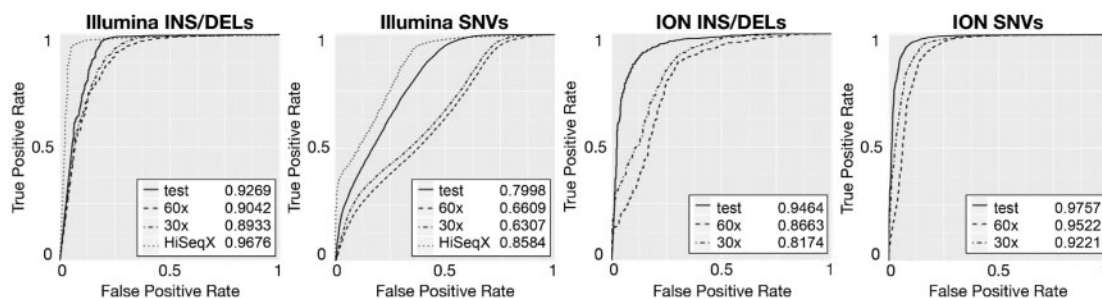 Illumina INS/DELs
1
True Positive Rate
0.5
0
0
0.5
1
False Positive Rate
test 0.9269
60x 0.9042
30x 0.8933
HiSeqX 0.9676
Illumina SNVs
1
True Positive Rate
0.5
0
0
0.5
1
False Positive Rate
test 0.7998
60x 0.6609
30x 0.6307
HiSeqX 0.8584
ION INS/DELs
1
True Positive Rate
0.5
0
0
0.5
1
False Positive Rate
test 0.9464
60x 0.8663
30x 0.8174
ION SNVs
1
True Positive Rate
0.5
0
0
0.5
1
False Positive Rate
test 0.9757
60x 0.9522
30x 0.9221